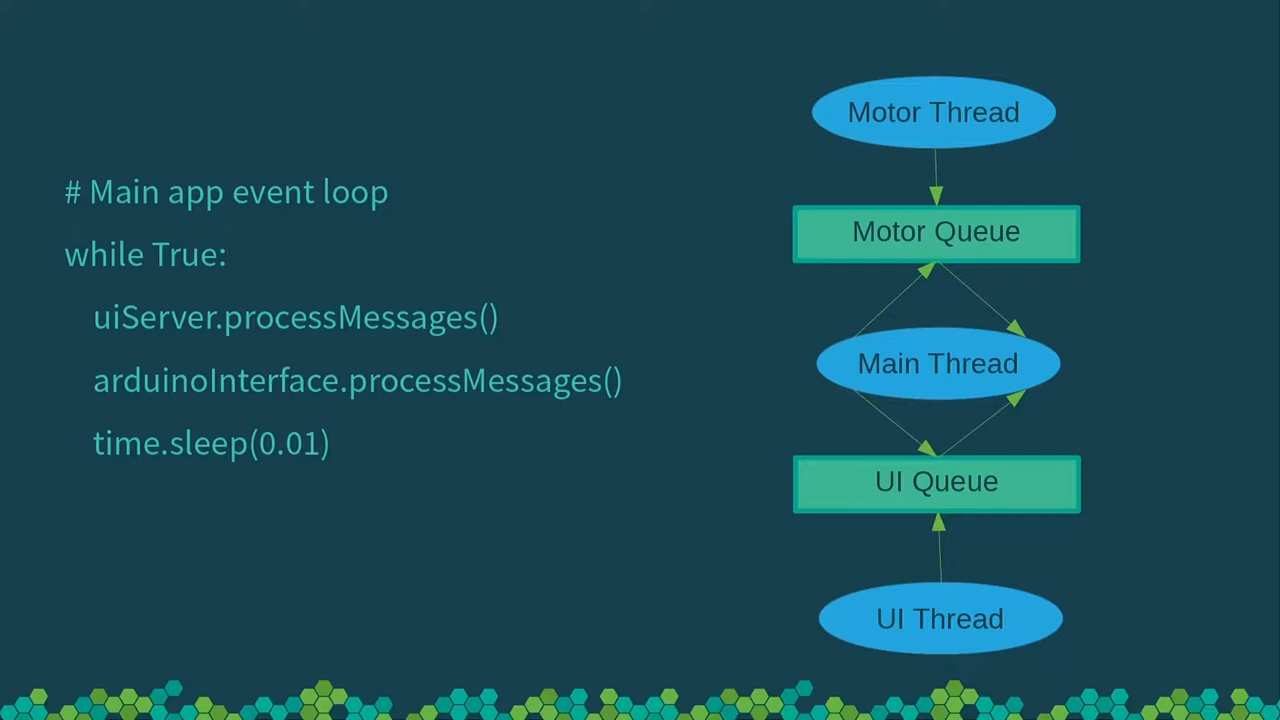 # Main app event loop
while True:
uiServer.processMessages()
arduinoInterface.processMessages()
time.sleep(0.01)
Motor Thread
Motor Queue
Main Thread
UI Queue
UI Thread